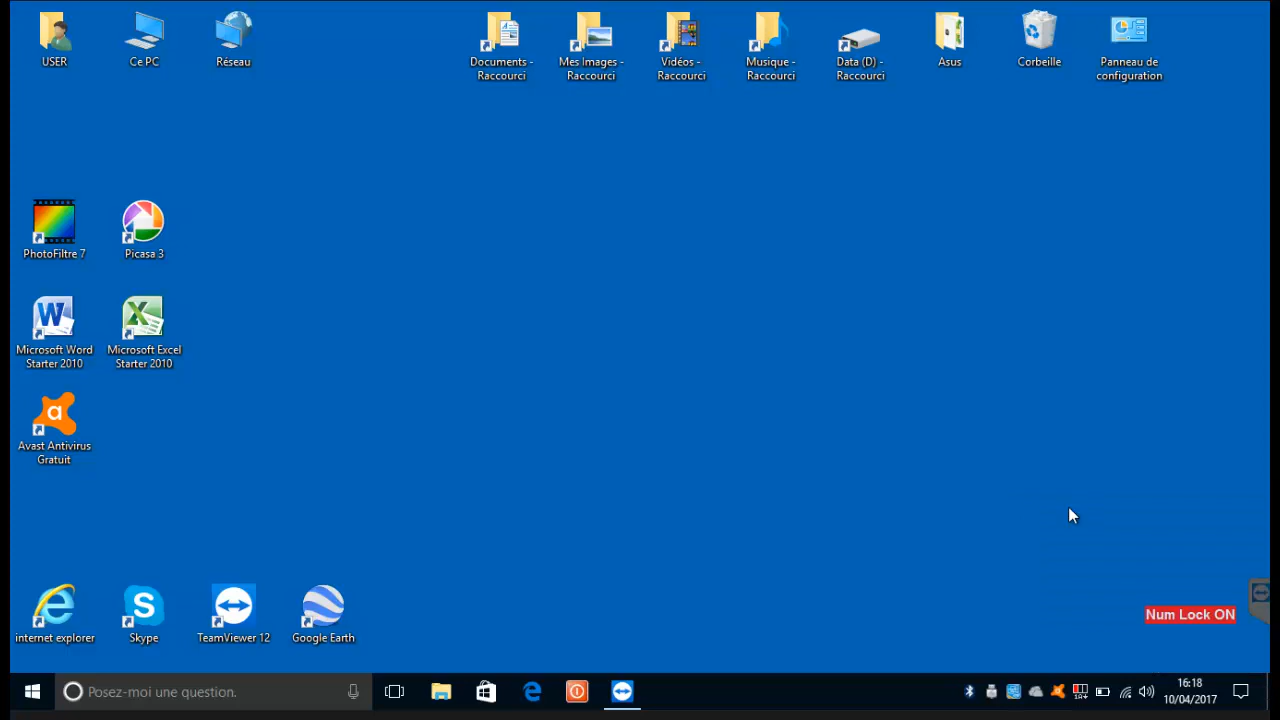 USER
Ce PC
Réseau
Documents -
Raccourci
Mes Images -
Raccourci
Vidéos -
Raccourci
Musique -
Raccourci
Data (D) -
Raccourci
Asus
Corbeille
Panneau de
configuration
PhotoFiltre 7
Picasa 3
Microsoft Word
Starter 2010
Microsoft Excel
Starter 2010
Avast Antivirus
Gratuit
internet explorer
Skype
TeamViewer 12
Google Earth
Num Lock ON
Posez-moi une question.
16:18
10/04/2017